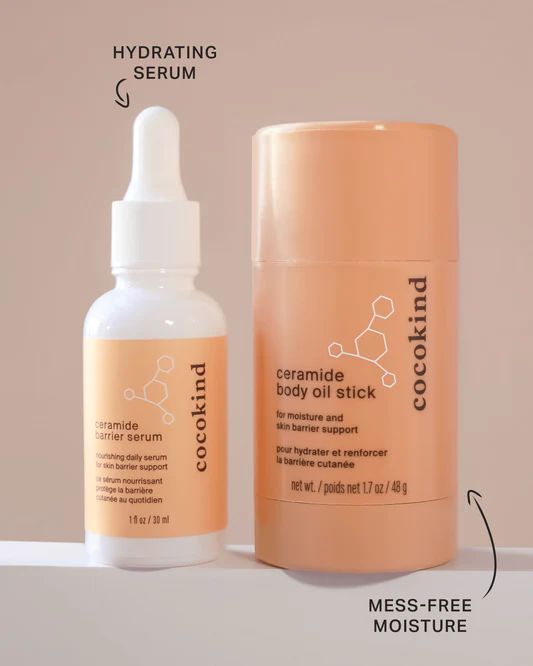 HYDRATING
SERUM
cocokind
ceramide
barrier serum
nourishing daily serum
for skin barrier support
ce sérum nourrissant
protège la barrière
cutanée au quotidien
1 fl oz / 30 ml
cocokind
ceramide
body oil stick
for moisture and
skin barrier support
pour hydrater et renforcer
la barrière cutanée
net wt. / poids net 1.7 oz / 48 g
MESS-FREE
MOISTURE